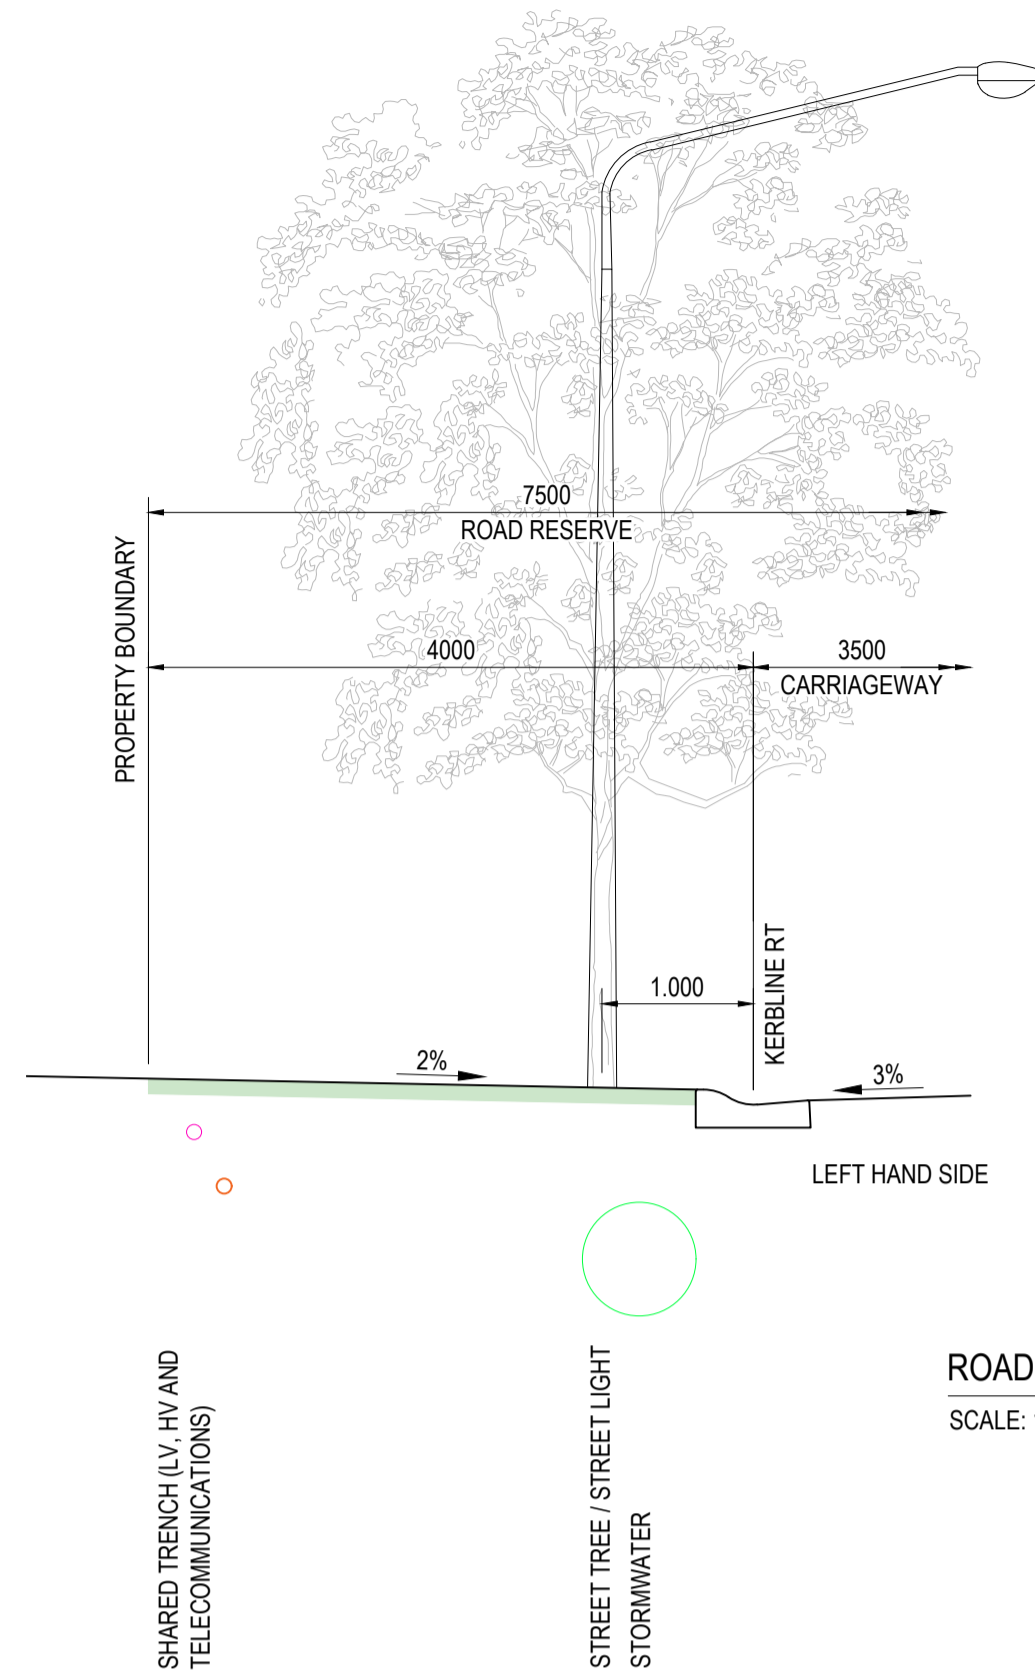 7500
ROAD RESERVE
PROPERTY BOUNDARY
4000
3500
CARRIAGEWAY
1.000
KERBLINE RT
2%
3%
LEFT HAND SIDE
SHARED TRENCH (LV, HV AND
TELECOMMUNICATIONS)
STREET TREE / STREET LIGHT
STORMWATER
ROAD
SCALE: